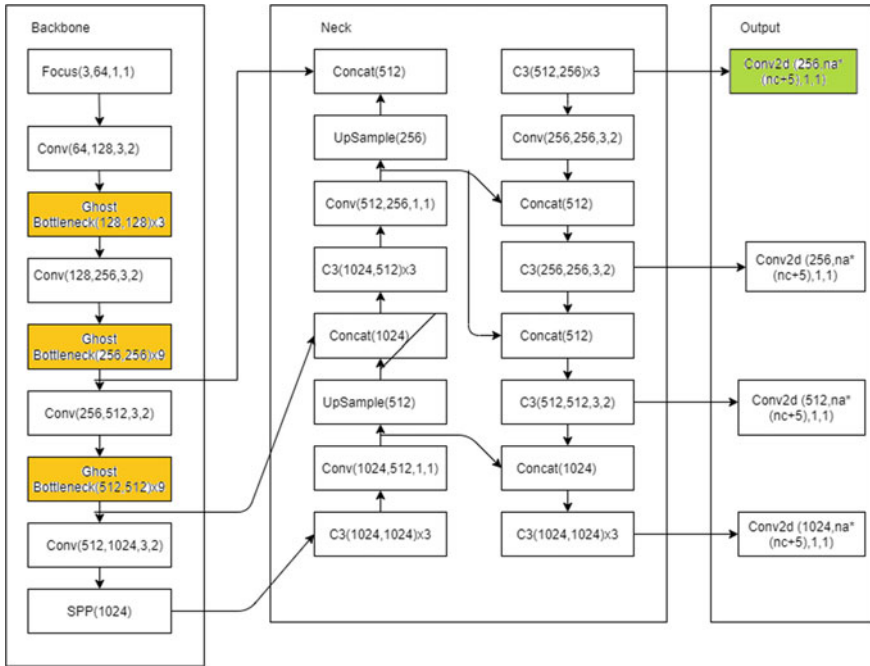 Backbone
Focus(3,64,1,1)
Conv(64,128,3,2)
Ghost
Bottleneck(128,128)x3
Conv(128,256,3,2)
Ghost
Bottleneck(256,256)x9
Conv(256,512,3,2)
Ghost
Bottleneck(512,512)x9
Conv(512,1024,3,2)
SPP(1024)
Neck
Concat(512)
UpSample(256)
Conv(512,256,1,1)
C3(1024,512)x3
Concat(1024)
UpSample(512)
Conv(1024,512,1,1)
C3(1024,1024)x3
C3(512,256)x3
Conv(256,256,3,2)
Concat(512)
C3(256,256,3,2)
Concat(512)
C3(512,512,3,2)
Concat(1024)
C3(1024,1024)x3
Output
Conv2d (256,na*
(nc+5),1,1)
Conv2d (256,na*
(nc+5),1,1)
Conv2d (512,na*
(nc+5),1,1)
Conv2d (1024,na*
(nc+5),1,1)